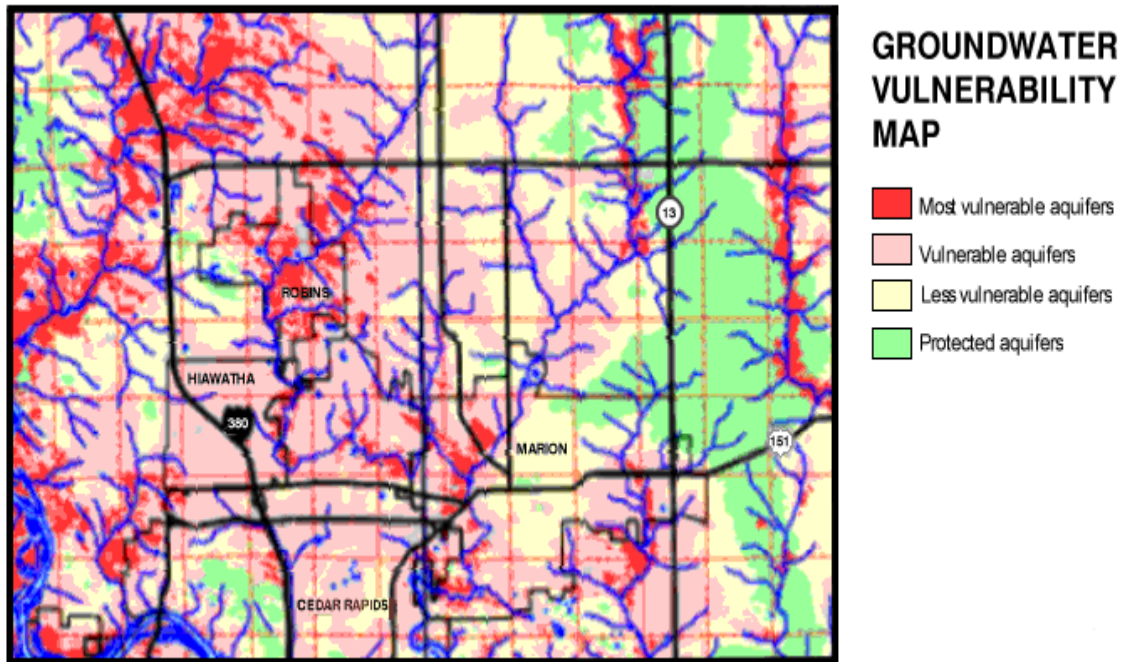 GROUNDWATER
VULNERABILITY
MAP
Most vulnerable aquifers
Vulnerable aquifers
Less vulnerable aquifers
Protected aquifers
13
ROBINS
HIAWATHA
380
MARION
151
CEDAR RAPIDS